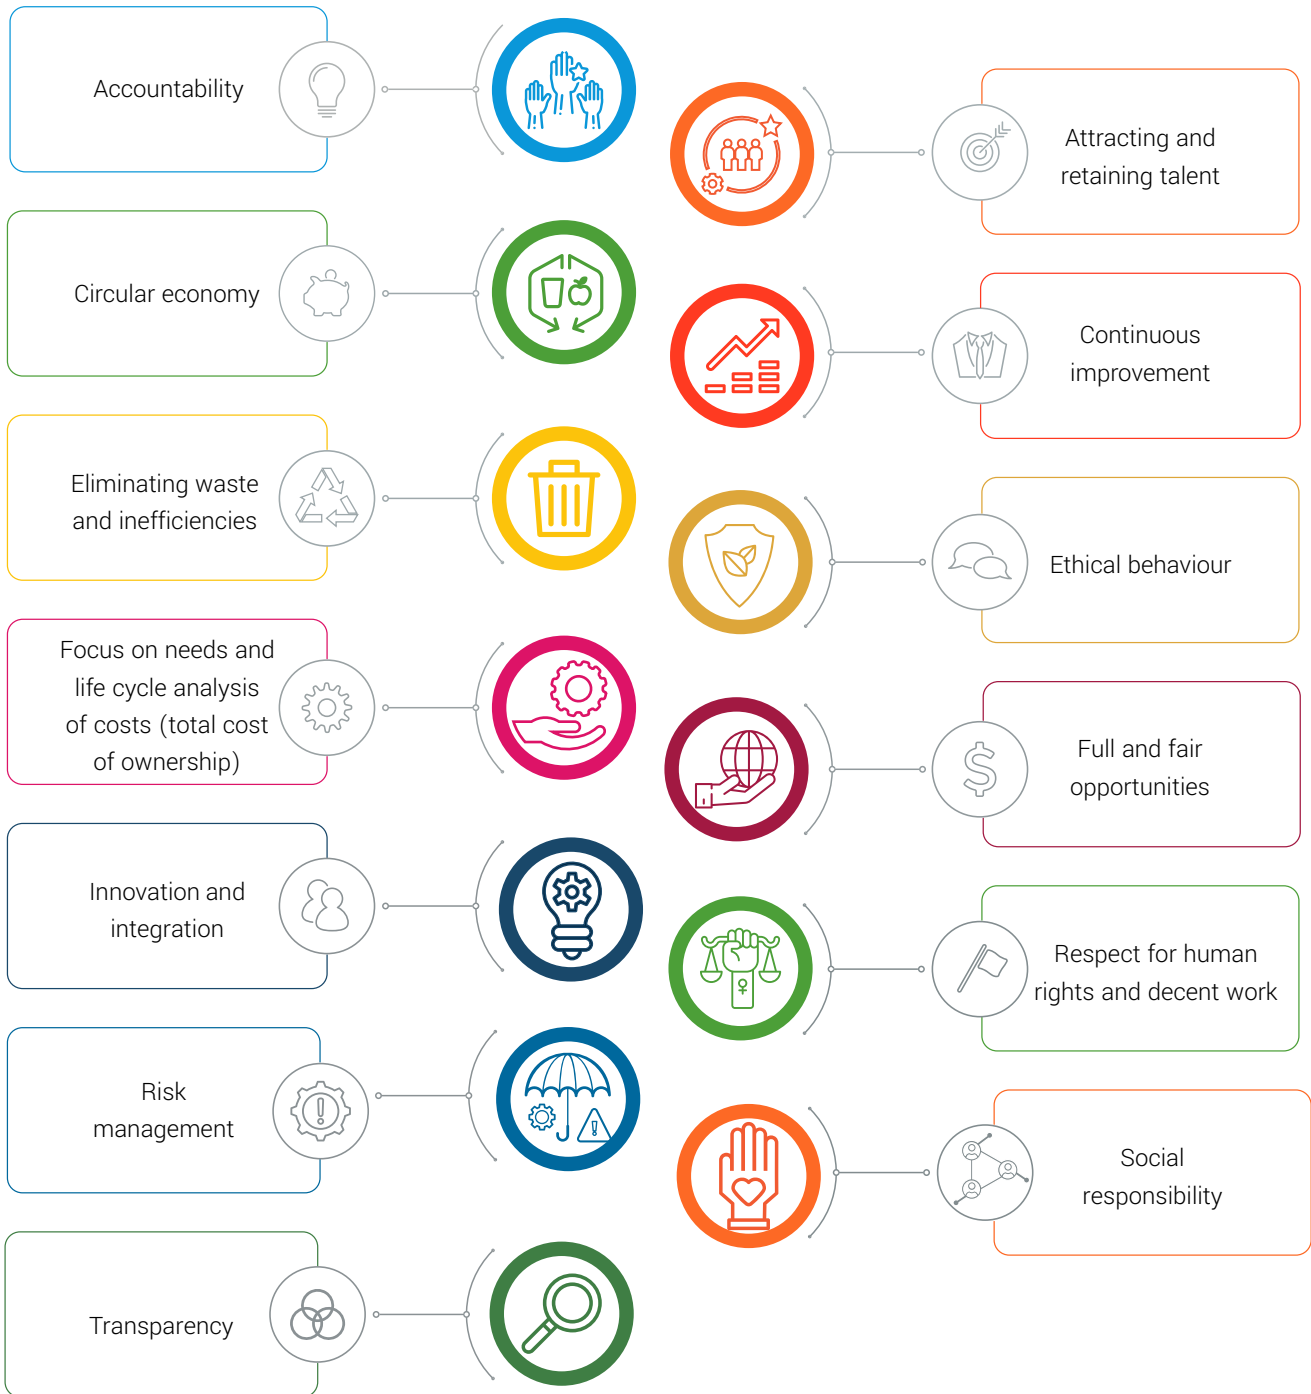 Accountability
Attracting and
retaining talent
Circular economy
Continuous
improvement
Eliminating waste
and inefficiencies
Ethical behaviour
Focus on needs and
life cycle analysis
of costs (total cost
of ownership)
Full and fair
opportunities
Innovation and
integration
Respect for human
rights and decent work
Risk
management
Social
responsibility
Transparency